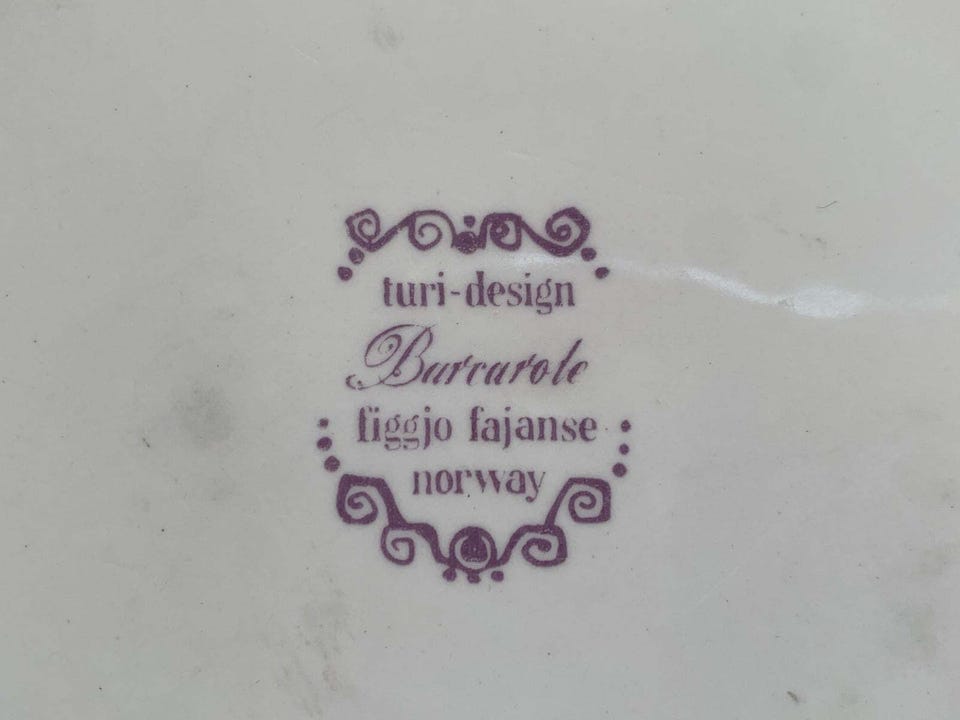 turi-design
Barcarole
figgjo fajanse
norway